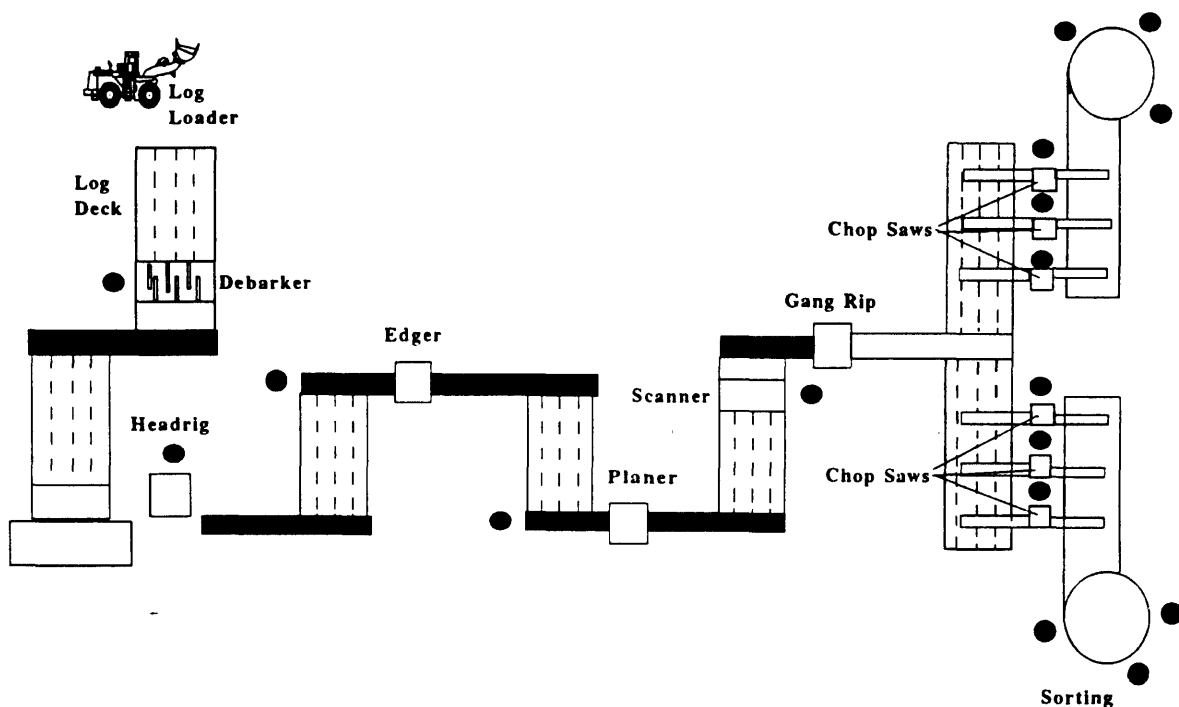 Log
Loader
Log
Deck
Debarker
Headrig
Edger
Planer
Scanner
Gang Rip
Chop Saws
Chop Saws
Sorting